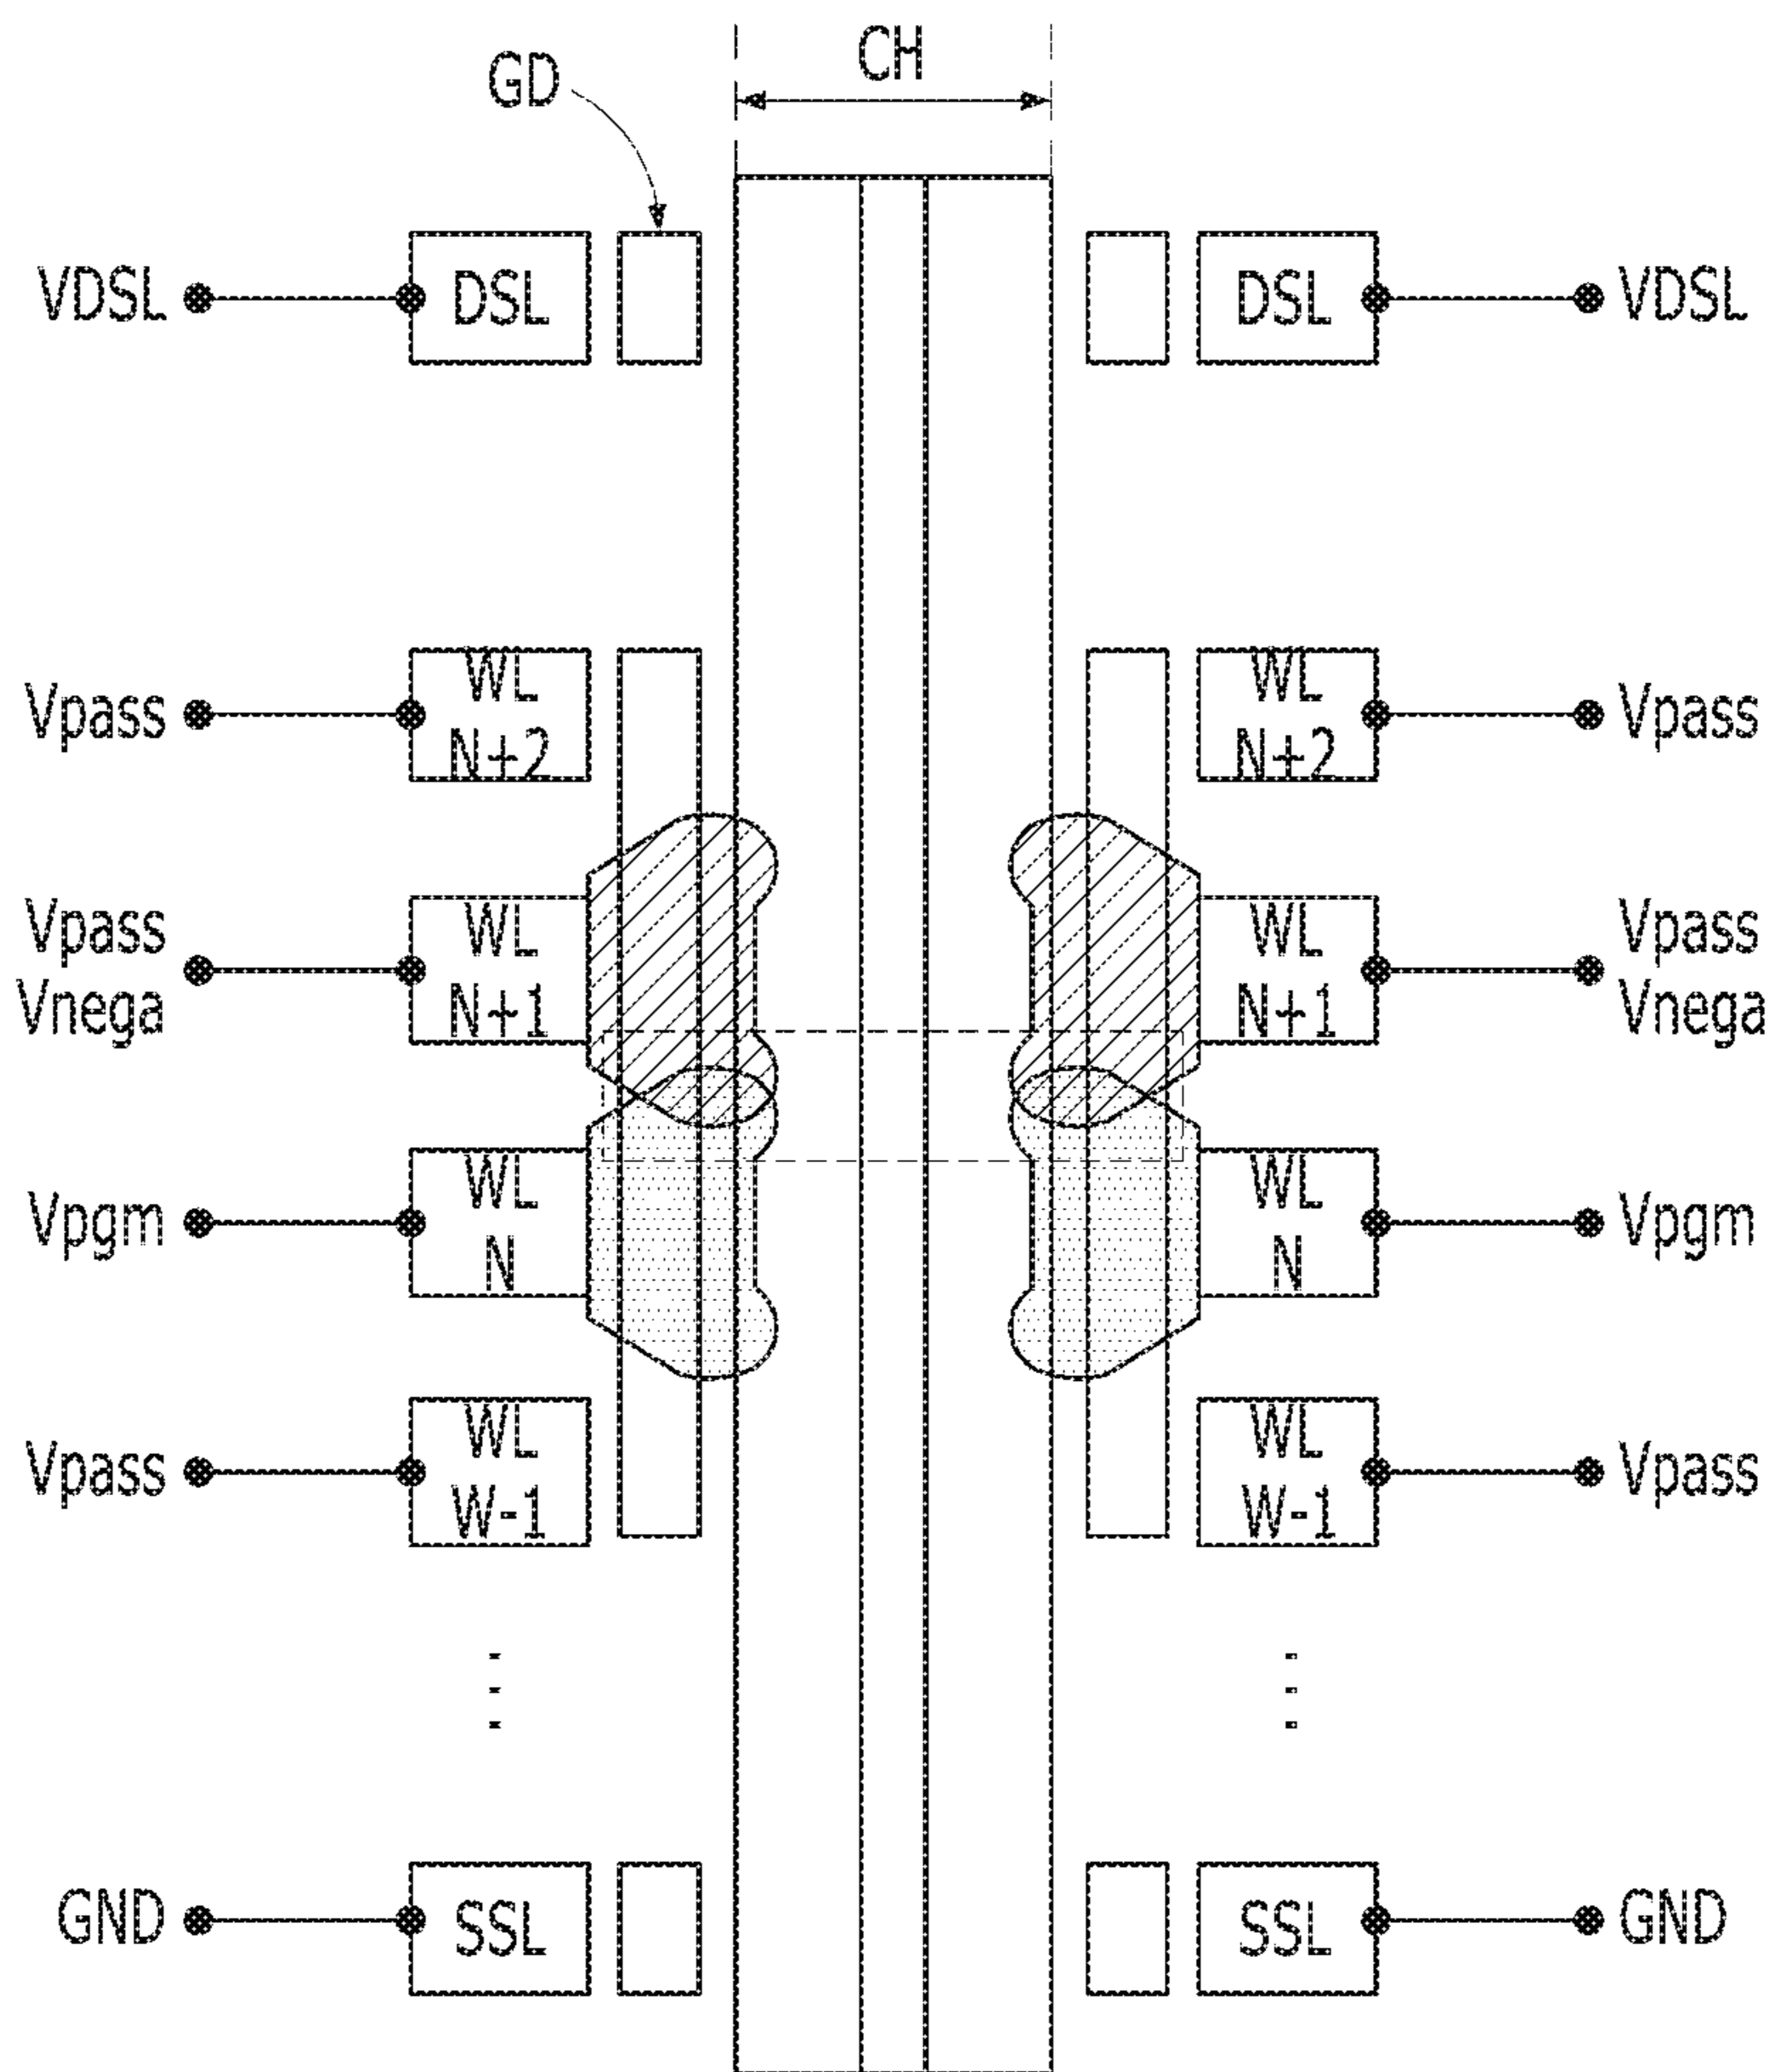 CH
GD
VDSL DSL DSL VDSL
WL WL
Vpass Vpass
N+2 N+2
Vpass WL WL Vpass
Vnega N+1 N+1 Vnega
WL WL
Vpgm Vpgm
N N
WL WL
Vpass Vpass
W-1 W-1
GND SSL SSL GND